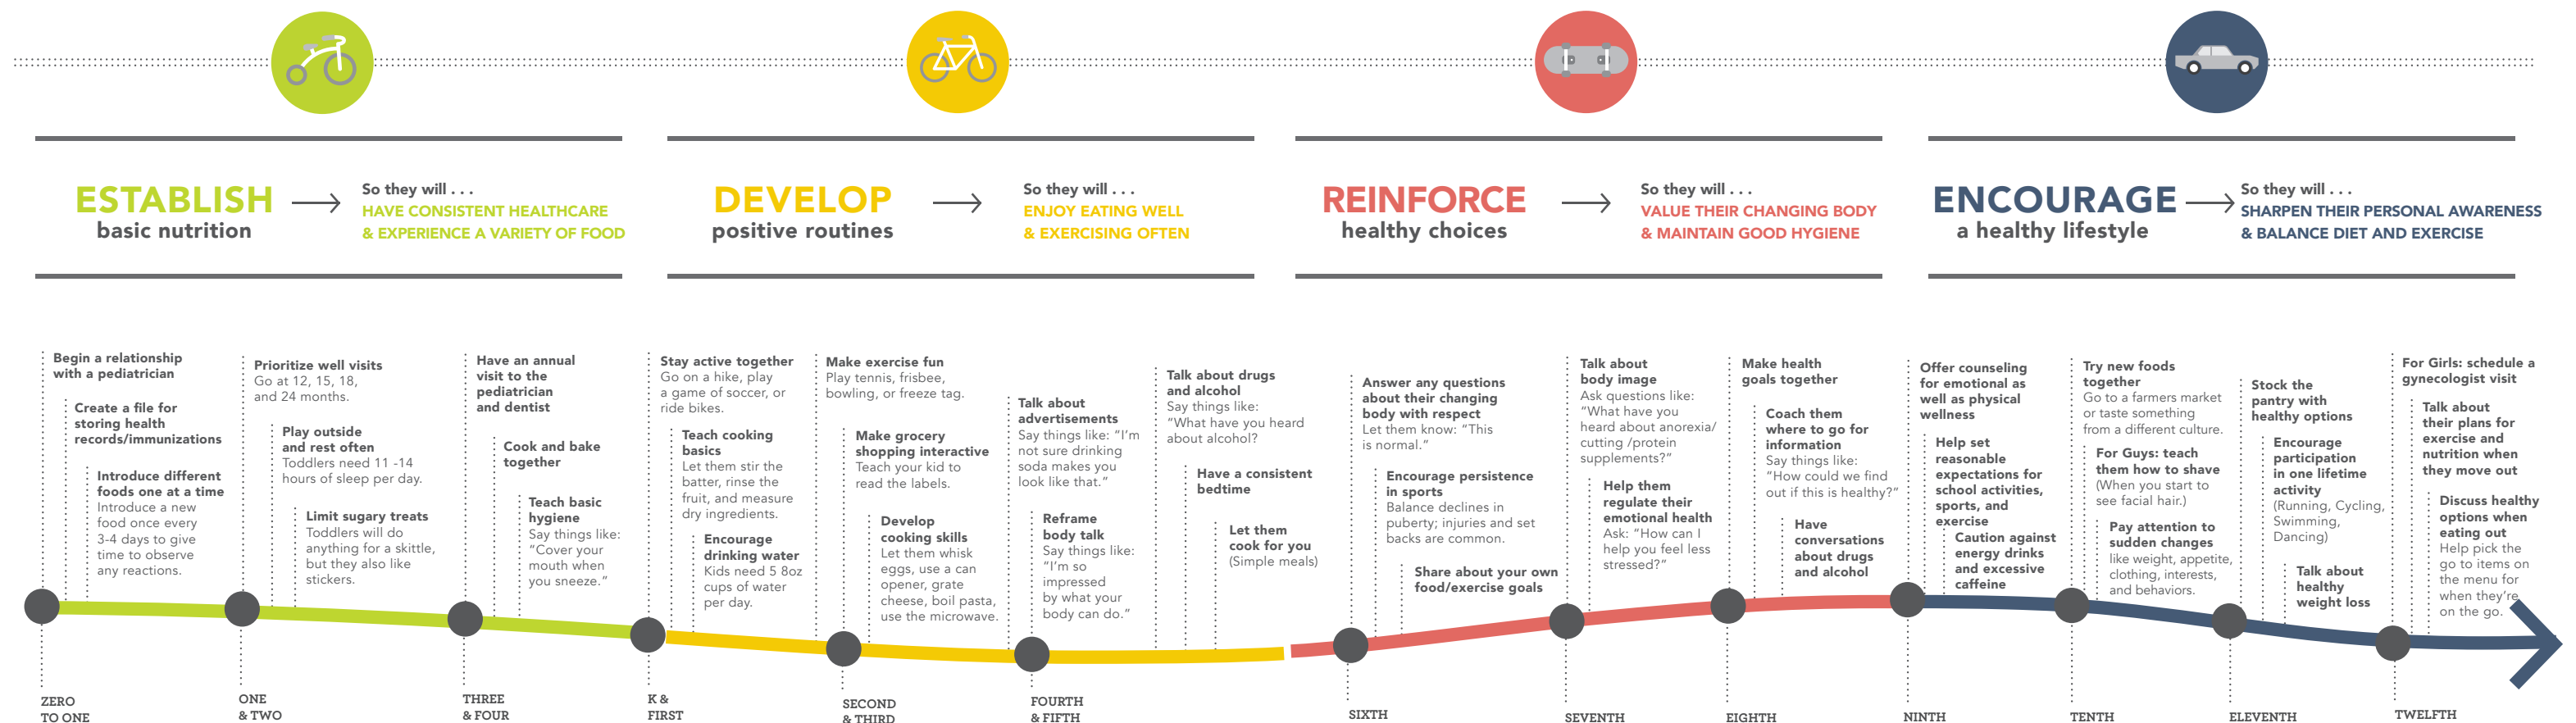 ESTABLISH
basic nutrition
So they will . . .
HAVE CONSISTENT HEALTHCARE
& EXPERIENCE A VARIETY OF FOOD
DEVELOP
positive routines
So they will . . .
ENJOY EATING WELL
& EXERCISING OFTEN
REINFORCE
healthy choices
So they will . . .
VALUE THEIR CHANGING BODY
& MAINTAIN GOOD HYGIENE
ENCOURAGE
a healthy lifestyle
So they will . . .
SHARPEN THEIR PERSONAL AWARENESS
& BALANCE DIET AND EXERCISE
Begin a relationship
with a pediatrician
Create a file for
storing health
records/immunizations
Introduce different
foods one at a time
Introduce a new
food once every
3-4 days to give
time to observe
any reactions.
Prioritize well visits
Go at 12, 15, 18,
and 24 months.
Play outside
and rest often
Toddlers need 11 -14
hours of sleep per day.
Limit sugary treats
Toddlers will do
anything for a skittle,
but they also like
stickers.
Have an annual
visit to the
pediatrician
and dentist
Cook and bake
together
Teach basic
hygiene
Say things like:
“Cover your
mouth when
you sneeze.”
Stay active together
Go on a hike, play
a game of soccer, or
ride bikes.
Teach cooking
basics
Let them stir the
batter, rinse the
fruit, and measure
dry ingredients.
Encourage
drinking water
Kids need 5 8oz
cups of water
per day.
Make exercise fun
Play tennis, frisbee,
bowling, or freeze tag.
Make grocery
shopping interactive
Teach your kid to
read the labels.
Develop
cooking skills
Let them whisk
eggs, use a can
opener, grate
cheese, boil pasta,
use the microwave.
Talk about
advertisements
Say things like: “I’m
not sure drinking
soda makes you
look like that.”
Reframe
body talk
Say things like:
“I’m so
impressed
by what your
body can do.”
Talk about drugs
and alcohol
Say things like:
“What have you heard
about alcohol?
Have a consistent
bedtime
Let them
cook for you
(Simple meals)
Answer any questions
about their changing
body with respect
Let them know: “This
is normal.”
Encourage persistence
in sports
Balance declines in
puberty; injuries and set
backs are common.
Share about your own
food/exercise goals
Talk about
body image
Ask questions like:
“What have you
heard about anorexia/
cutting /protein
supplements?”
Help them
regulate their
emotional health
Ask: “How can I
help you feel less
stressed?”
Make health
goals together
Coach them
where to go for
information
Say things like:
“How could we find
out if this is healthy?”
Have
conversations
about drugs
and alcohol
Offer counseling
for emotional as
well as physical
wellness
Help set
reasonable
expectations for
school activities,
sports, and
exercise
Caution against
energy drinks
and excessive
caffeine
Try new foods
together
Go to a farmers market
or taste something
from a different culture.
For Guys: teach
them how to shave
(When you start to
see facial hair.)
Pay attention to
sudden changes
like weight, appetite,
clothing, interests,
and behaviors.
Stock the
pantry with
healthy options
Encourage
participation
in one lifetime
activity
(Running, Cycling,
Swimming,
Dancing)
Talk about
healthy
weight loss
For Girls: schedule a
gynecologist visit
Talk about
their plans for
exercise and
nutrition when
they move out
Discuss healthy
options when
eating out
Help pick the
go to items on
the menu for
when they’re
on the go.
ZERO
TO ONE
ONE
& TWO
THREE
& FOUR
K &
FIRST
SECOND
& THIRD
FOURTH
& FIFTH
SIXTH
SEVENTH
EIGHTH
NINTH
TENTH
ELEVENTH
TWELFTH